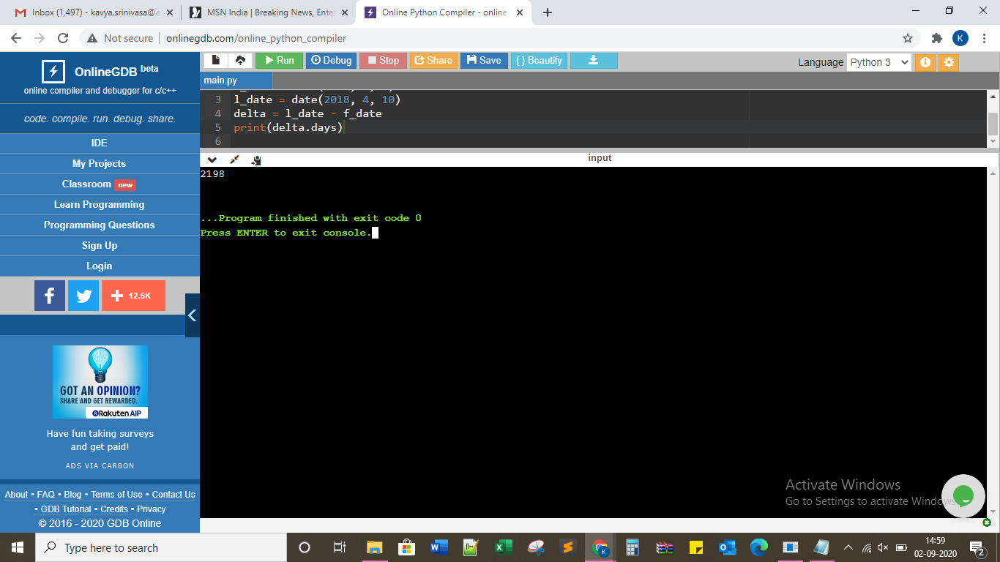 Inbox (1,497) - kavya.srinivasa@a
MSN India | Breaking News, Ente
Online Python Compiler - online
Not secure | onlinegdb.com/online_python_compiler
K
OnlineGDB beta
online compiler and debugger for c/c++
code. compile. run. debug. share.
IDE
My Projects
Classroom new
Learn Programming
Programming Questions
Sign Up
Login
12.5K
GOT AN OPINION?
SHARE AND GET REWARDED.
Rakuten AIP
Have fun taking surveys
and get paid!
ADS VIA CARBON
About • FAQ • Blog • Terms of Use • Contact Us
• GDB Tutorial • Credits • Privacy
© 2016 - 2020 GDB Online
Run Debug Stop Share Save { } Beautify
Language Python 3
main.py
3 l_date = date(2018, 4, 10)
4 delta = l_date - f_date
5 print(delta.days)
6
input
2198
...Program finished with exit code 0
Press ENTER to exit console.
Activate Windows
Go to Settings to activate Windows.
Type here to search
14:59
02-09-2020
2